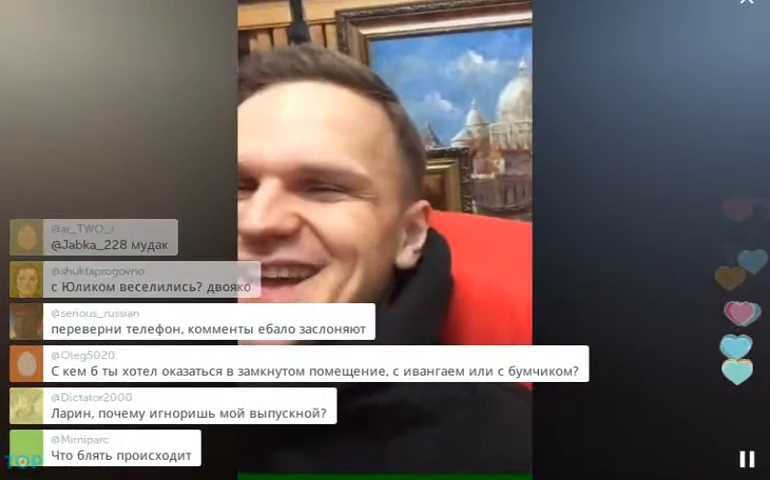 @ar_TWO_r
@Jabka_228 мудак
@shuktaprogovno
с Юликом веселились? двояко
@serious_russian
переверни телефон, комменты ебало заслоняют
@Oleg5020
С кем б ты хотел оказаться в замкнутом помещение, с ивангаем или с бумчиком?
@Dictator2000
Ларин, почему игноришь мой выпускной?
@Mirniparc
Что блять происходит
TOP